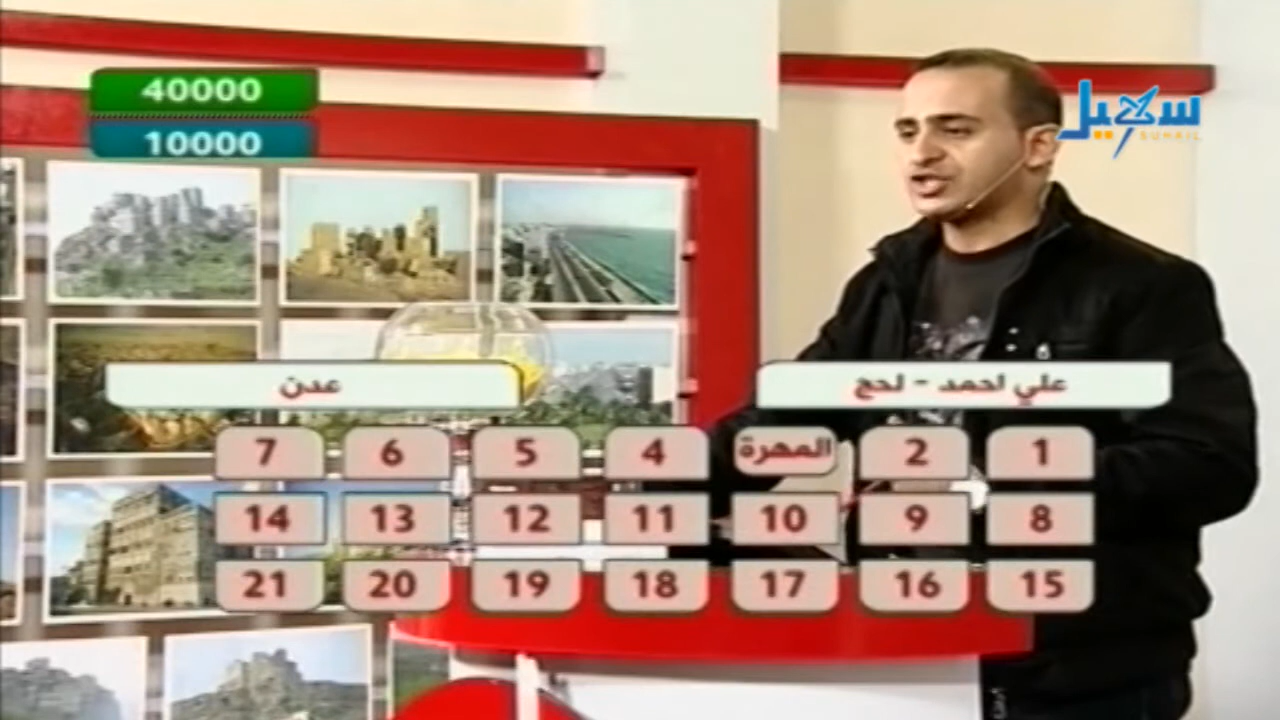 40000
سهيل
SUHAIL
10000
علي احمد - لحج
عدن
1 2 المهرة 4 5 6 7
8 9 10 11 12 13 14
15 16 17 18 19 20 21